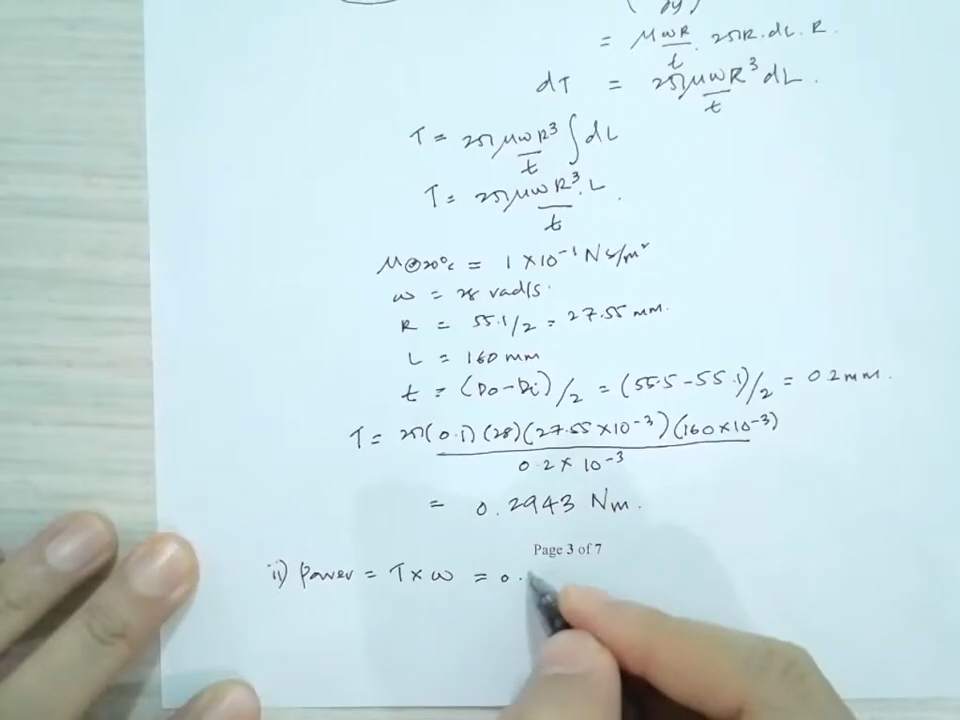 (dy)
= μωR/t . 2πR.dL. R.
dT = 2πμωR³/t dL.
T = 2πμωR³/t ∫dL
T = 2πμωR³/t . L .
μ@20°c = 1 ×10⁻¹ Ns/m²
ω = 28 rad/s.
R = 55.1/2 = 27.55 mm.
L = 160 mm
t = (Do-Di)/2 = (55.5-55.1)/2 = 0.2 mm.
T = 2π(0.1)(28)(27.55×10⁻³)(160×10⁻³)
0.2 × 10⁻³
= 0.2943 Nm.
Page 3 of 7
ii) Power = T × ω = 0.